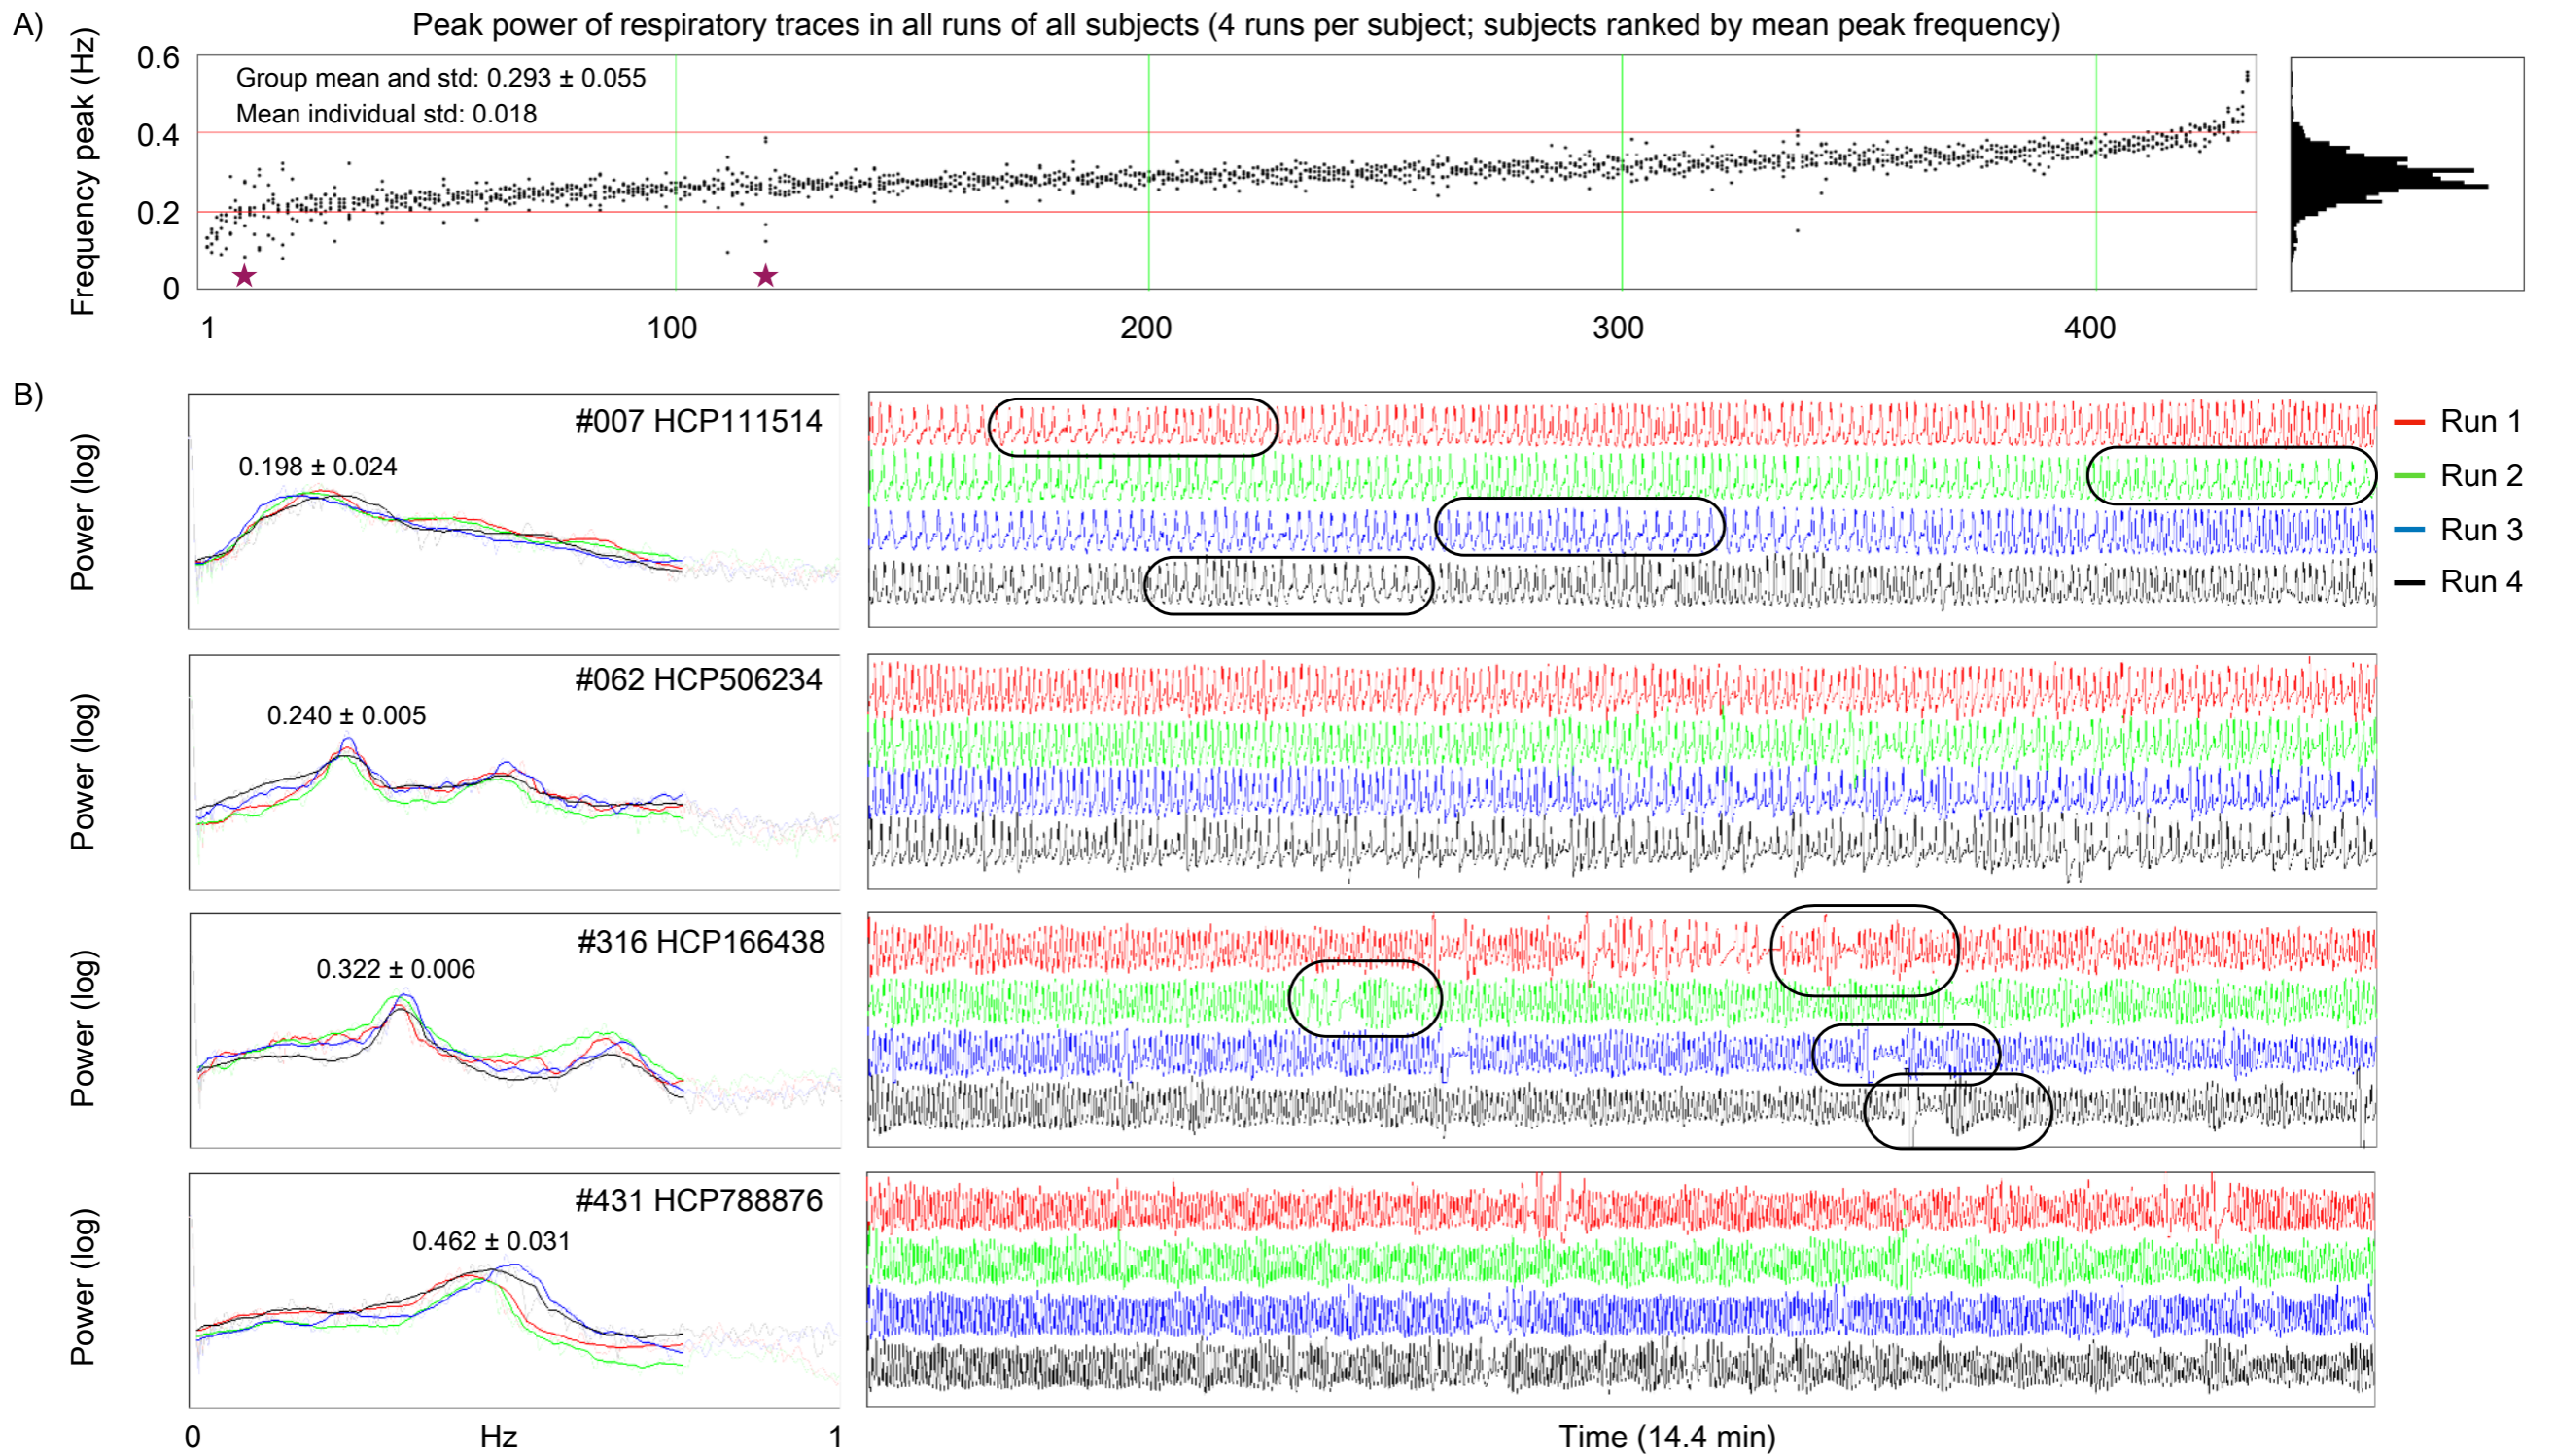 A)
Peak power of respiratory traces in all runs of all subjects (4 runs per subject; subjects ranked by mean peak frequency)
Frequency peak (Hz)
0.6
0.4
0.2
0
Group mean and std: 0.293 ± 0.055
Mean individual std: 0.018
1 100 200 300 400
B)
Power (log)
#007 HCP111514
0.198 ± 0.024
Run 1
Run 2
Run 3
Run 4
Power (log)
#062 HCP506234
0.240 ± 0.005
Power (log)
#316 HCP166438
0.322 ± 0.006
Power (log)
#431 HCP788876
0.462 ± 0.031
0 Hz 1
Time (14.4 min)